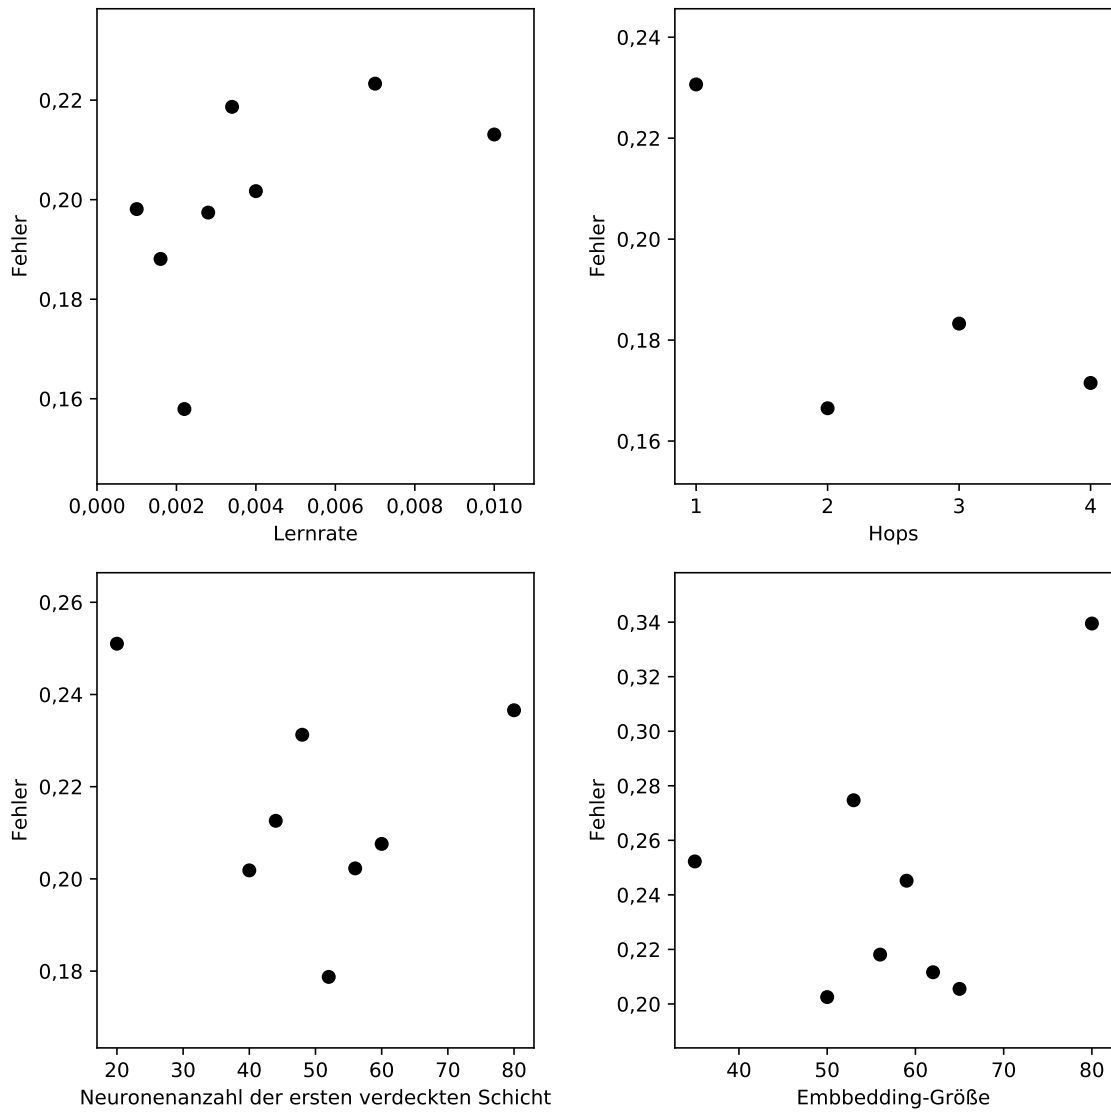 0,22
0,20
0,18
0,16
Fehler
0,000 0,002 0,004 0,006 0,008 0,010
Lernrate
0,24
0,22
0,20
0,18
0,16
Fehler
1 2 3 4
Hops
0,26
0,24
0,22
0,20
0,18
Fehler
20 30 40 50 60 70 80
Neuronenanzahl der ersten verdeckten Schicht
0,34
0,32
0,30
0,28
0,26
0,24
0,22
0,20
Fehler
40 50 60 70 80
Embbedding-Größe